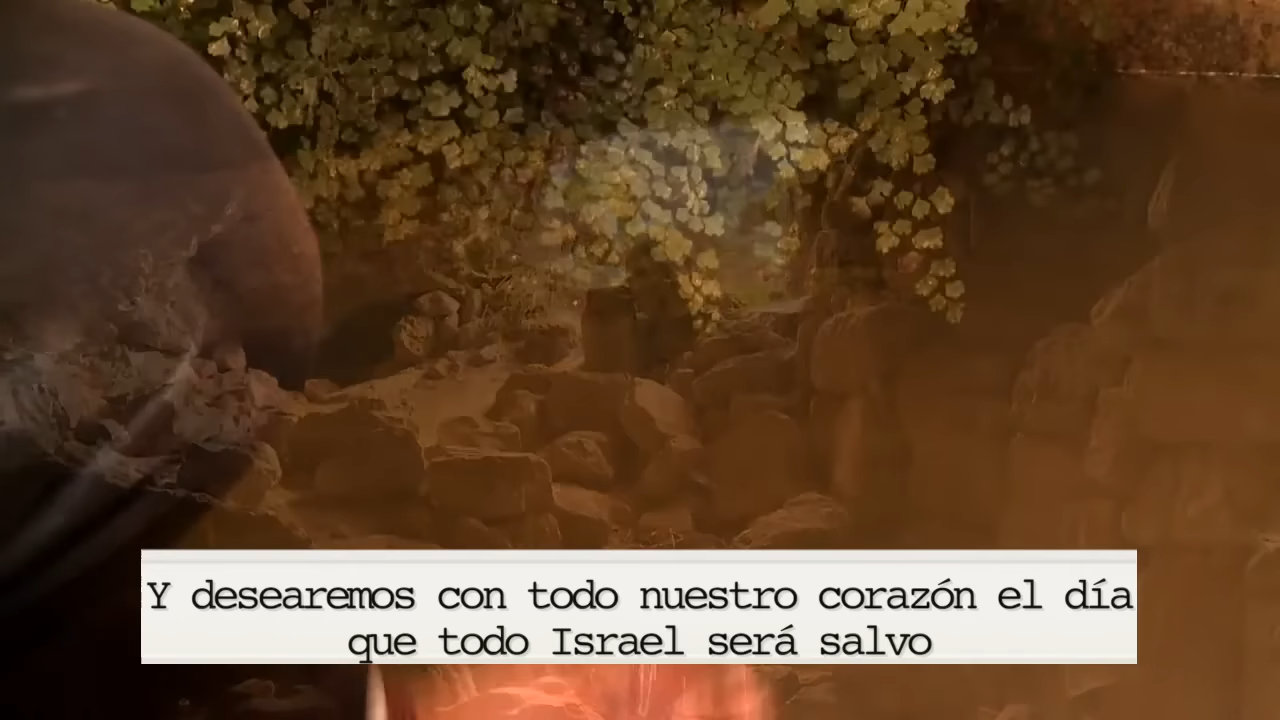 Y desearemos con todo nuestro corazón el día
que todo Israel será salvo